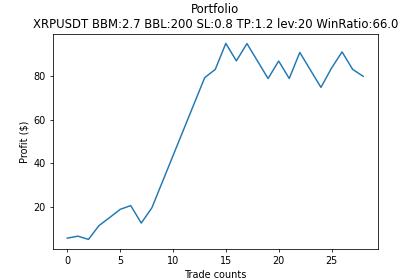 Portfolio
XRPUSDT BBM:2.7 BBL:200 SL:0.8 TP:1.2 lev:20 WinRatio:66.0
80
60
40
20
Profit ($)
0 5 10 15 20 25
Trade counts